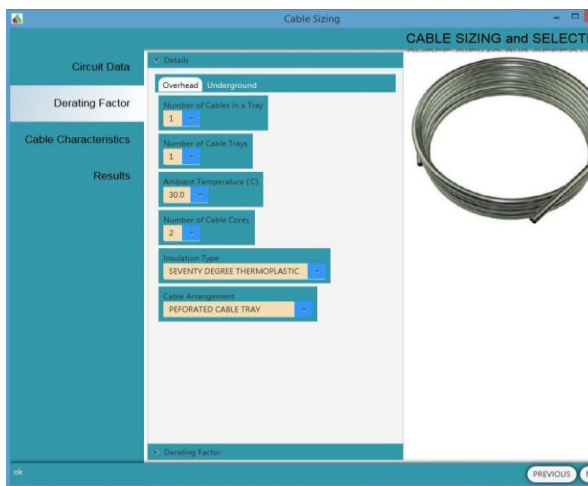 Cable Sizing
CABLE SIZING and SELECTI
Circuit Data
Derating Factor
Cable Characteristics
Results
Details
Overhead Underground
Number of Cables in a Tray
1
Number of Cable Trays
1
Ambient Tamperature (°C)
30.0
Number of Cable Cores
2
Insulation Type
SEVENTY DEGREE THERMOPLASTIC
Cable Arrangement
PEFORATED CABLE TRAY
Derating Factor
ok
PREVIOUS